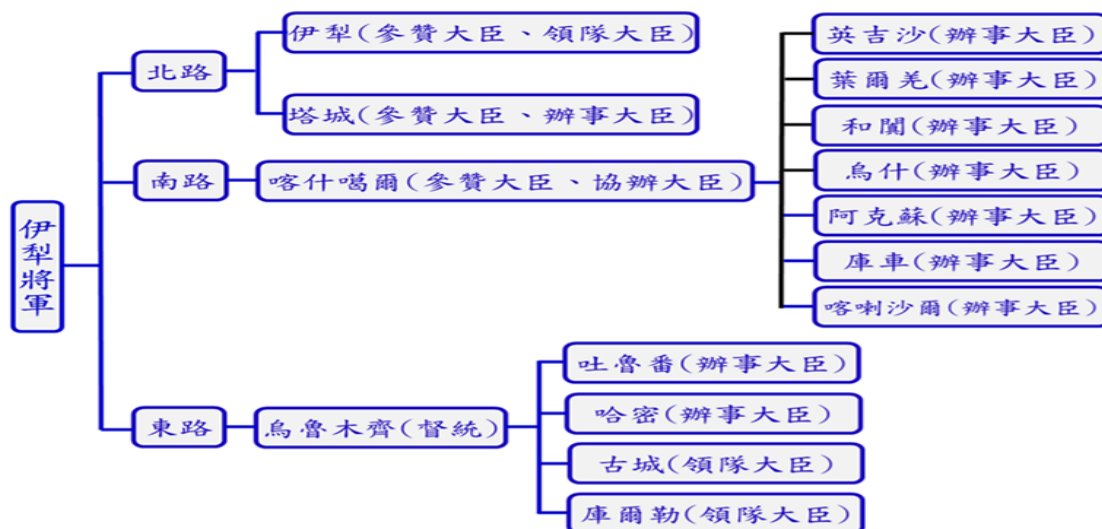 伊犁將軍
北路
伊犁(參贊大臣、領隊大臣)
塔城(參贊大臣、辦事大臣)
南路
喀什噶爾(參贊大臣、協辦大臣)
英吉沙(辦事大臣)
葉爾羌(辦事大臣)
和闐(辦事大臣)
烏什(辦事大臣)
阿克蘇(辦事大臣)
庫車(辦事大臣)
喀喇沙爾(辦事大臣)
東路
烏魯木齊(督統)
吐魯番(辦事大臣)
哈密(辦事大臣)
古城(領隊大臣)
庫爾勒(領隊大臣)